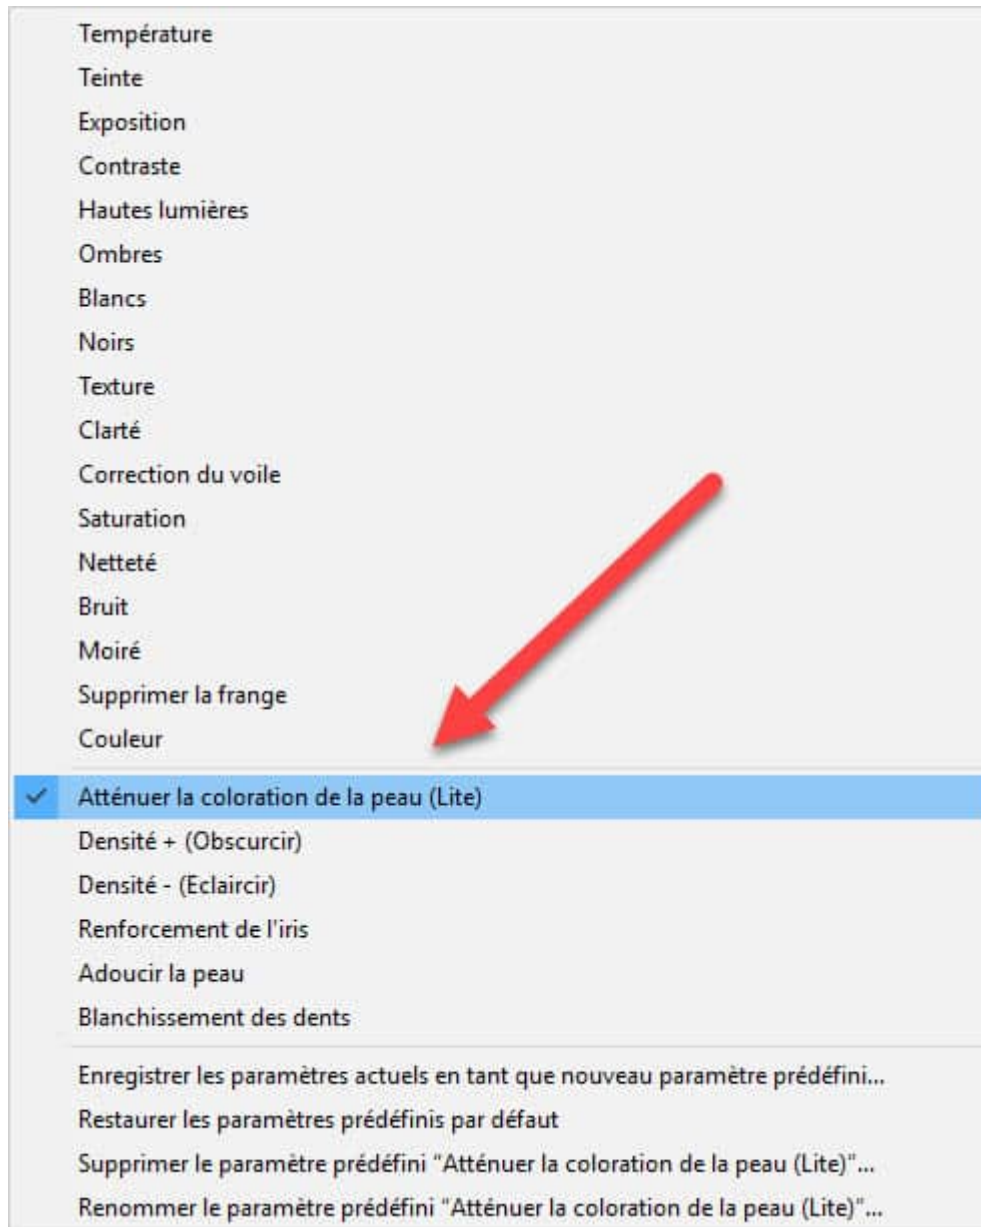 Température
Teinte
Exposition
Contraste
Hautes lumières
Ombres
Blancs
Noirs
Texture
Clarté
Correction du voile
Saturation
Netteté
Bruit
Moiré
Supprimer la frange
Couleur
Atténuer la coloration de la peau (Lite)
Densité + (Obscurcir)
Densité - (Eclaircir)
Renforcement de l'iris
Adoucir la peau
Blanchissement des dents
Enregistrer les paramètres actuels en tant que nouveau paramètre prédéfini...
Restaurer les paramètres prédéfinis par défaut
Supprimer le paramètre prédéfini "Atténuer la coloration de la peau (Lite)"...
Renommer le paramètre prédéfini "Atténuer la coloration de la peau (Lite)"...